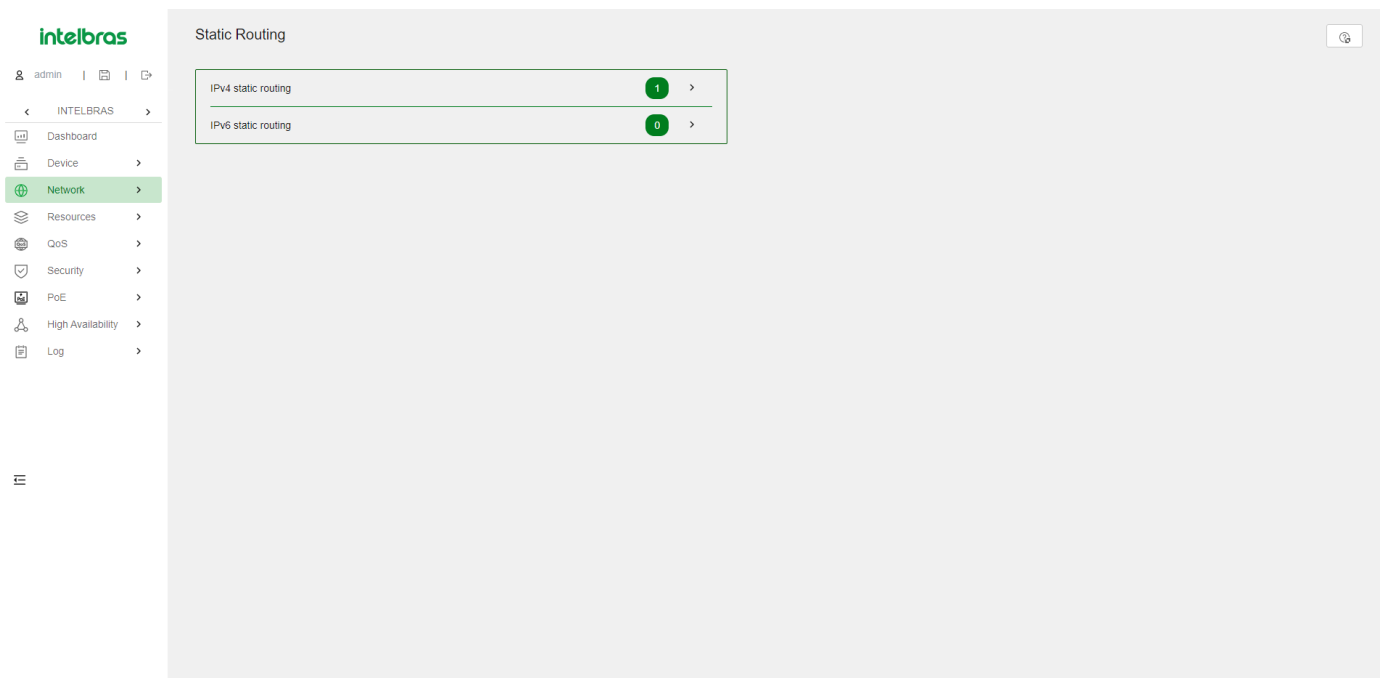 intelbras
admin | |
INTELBRAS
Dashboard
Device
Network
Resources
QoS
Security
PoE
High Availability
Log
Static Routing
IPv4 static routing 1
IPv6 static routing 0